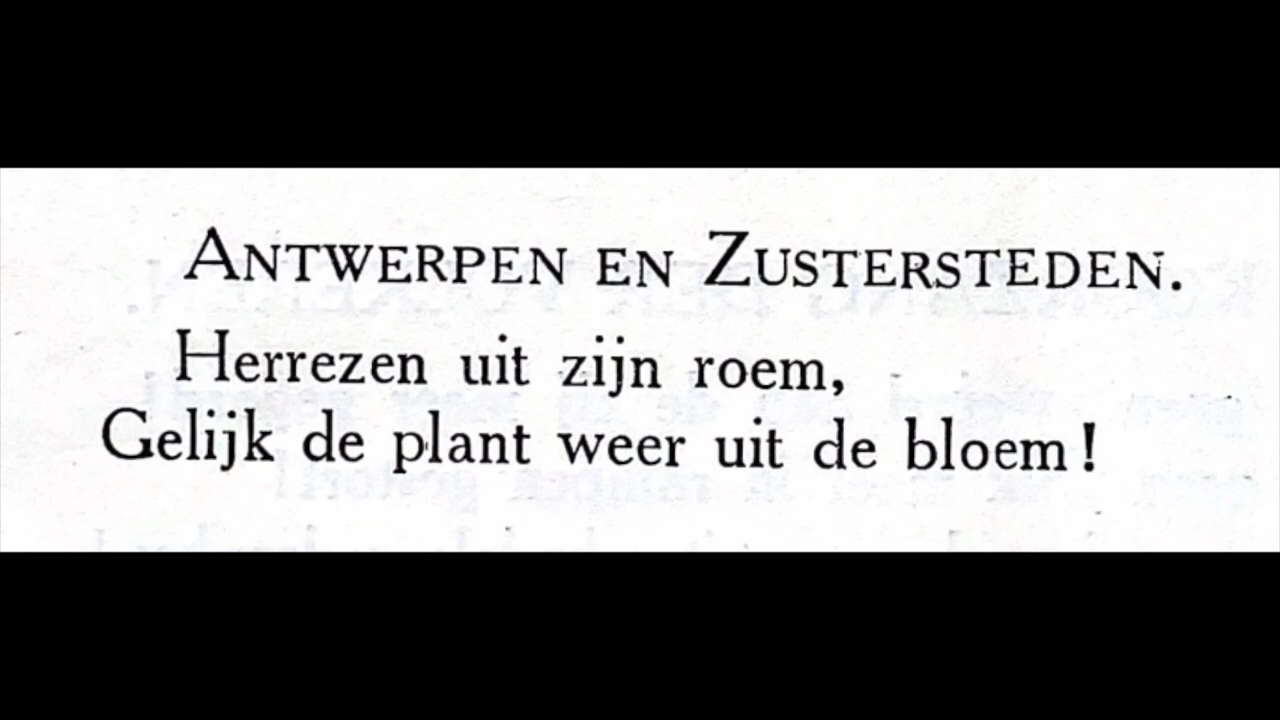 Antwerpen en Zustersteden.
Herrezen uit zijn roem,
Gelijk de plant weer uit de bloem!